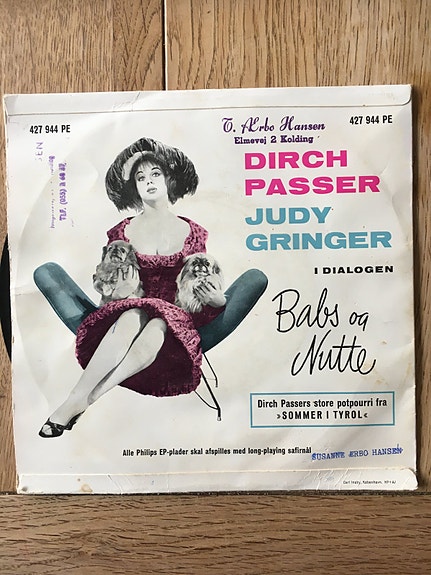 427 944 PE
T. Ærbo Hansen
427 944 PE
Elmevej 2 Kolding
DIRCH
PASSER
JUDY
GRINGER
I DIALOGEN
Babs og
Nutte
Dirch Passers store potpourri fra
»SOMMER I TYROL«
Alle Philips EP-plader skal afspilles med long-playing safirnål
SUSANNE ÆRBO HANSEN